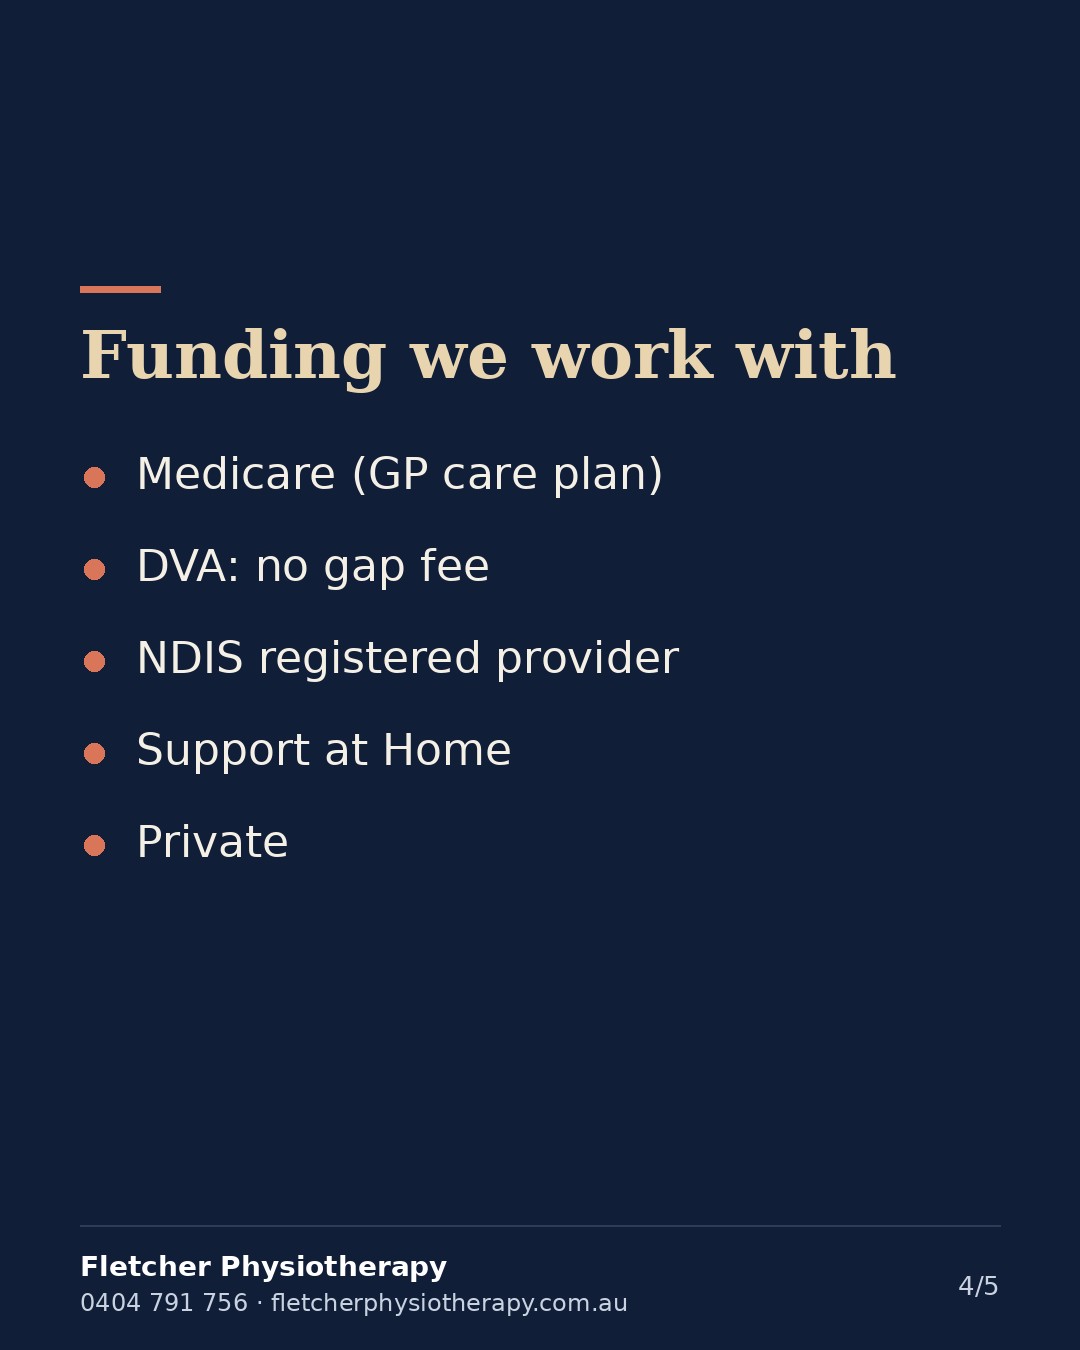 Funding we work with
Medicare (GP care plan)
DVA: no gap fee
NDIS registered provider
Support at Home
Private
Fletcher Physiotherapy
0404 791 756 · fletcherphysiotherapy.com.au
4/5